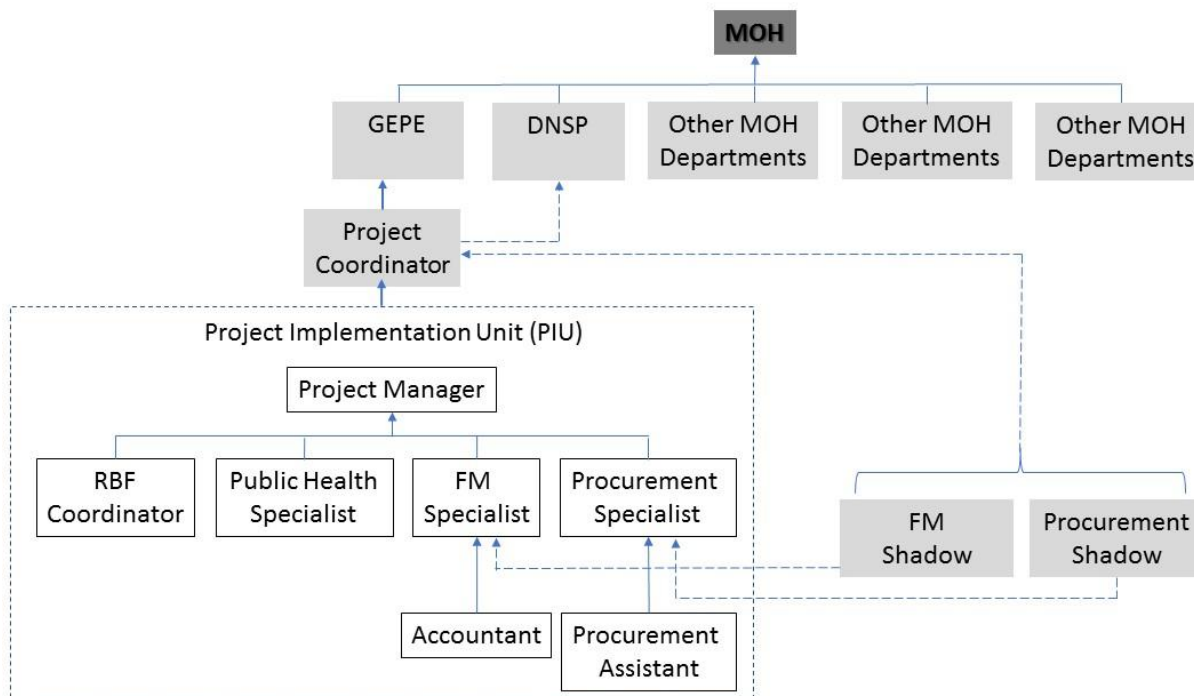 MOH
GEPE
DNSP
Other MOH
Departments
Other MOH
Departments
Other MOH
Departments
Project
Coordinator
Project Implementation Unit (PIU)
Project Manager
RBF
Coordinator
Public Health
Specialist
FM
Specialist
Procurement
Specialist
FM
Shadow
Procurement
Shadow
Accountant
Procurement
Assistant